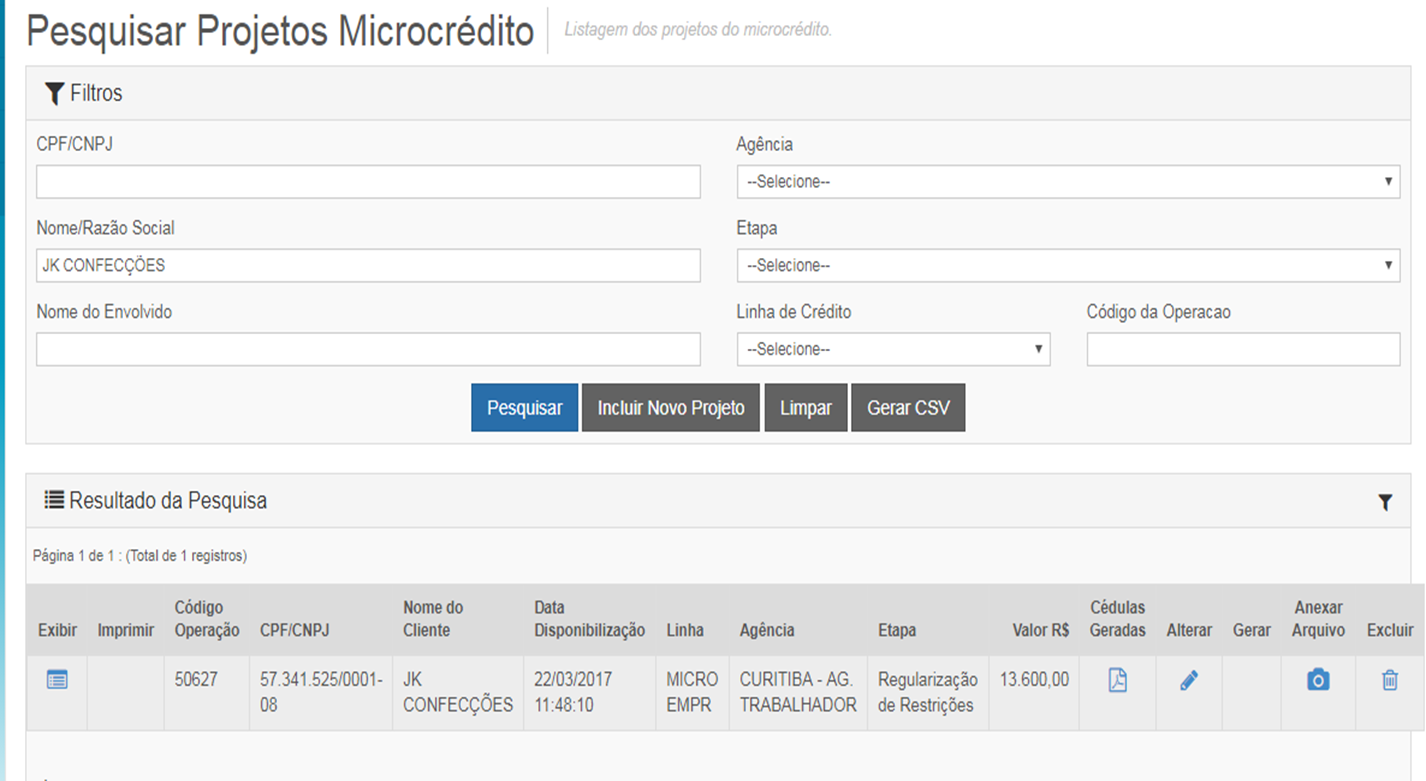 Pesquisar Projetos Microcrédito Listagem dos projetos do microcrédito.
Filtros
CPF/CNPJ Agência
--Selecione--
Nome/Razão Social Etapa
JK CONFECÇÕES --Selecione--
Nome do Envolvido Linha de Crédito Código da Operacao
--Selecione--
Pesquisar Incluir Novo Projeto Limpar Gerar CSV
Resultado da Pesquisa
Página 1 de 1 : (Total de 1 registros)
Código Nome do Data Cédulas Anexar
Exibir Imprimir Operação CPF/CNPJ Cliente Disponibilização Linha Agência Etapa Valor R$ Geradas Alterar Gerar Arquivo Excluir
50627 57.341.525/0001- JK 22/03/2017 MICRO CURITIBA - AG. Regularização 13.600,00
08 CONFECÇÕES 11:48:10 EMPR TRABALHADOR de Restrições